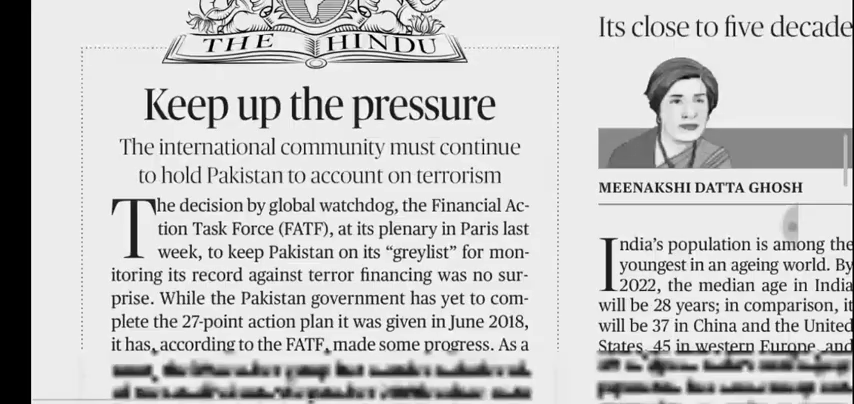 THE HINDU
Keep up the pressure
The international community must continue
to hold Pakistan to account on terrorism
The decision by global watchdog, the Financial Ac-
tion Task Force (FATF), at its plenary in Paris last
week, to keep Pakistan on its “greylist” for mon-
itoring its record against terror financing was no sur-
prise. While the Pakistan government has yet to com-
plete the 27-point action plan it was given in June 2018,
it has, according to the FATF, made some progress. As a
Its close to five decade
MEENAKSHI DATTA GHOSH
India’s population is among the
youngest in an ageing world. By
2022, the median age in India
will be 28 years; in comparison, it
will be 37 in China and the United
States, 45 in western Europe, and